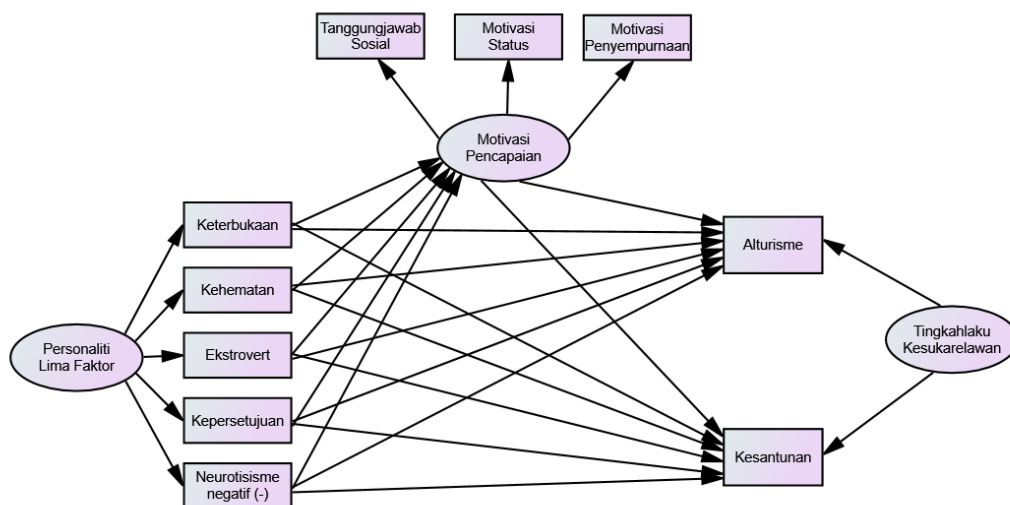 Tanggungjawab
Sosial
Motivasi
Status
Motivasi
Penyempurnaan
Motivasi
Pencapaian
Keterbukaan
Alturisme
Kehematan
Personaliti
Lima Faktor
Ekstrovert
Tingkahlaku
Kesukarelawan
Kepersetujuan
Kesantunan
Neurotisisme
negatif (-)